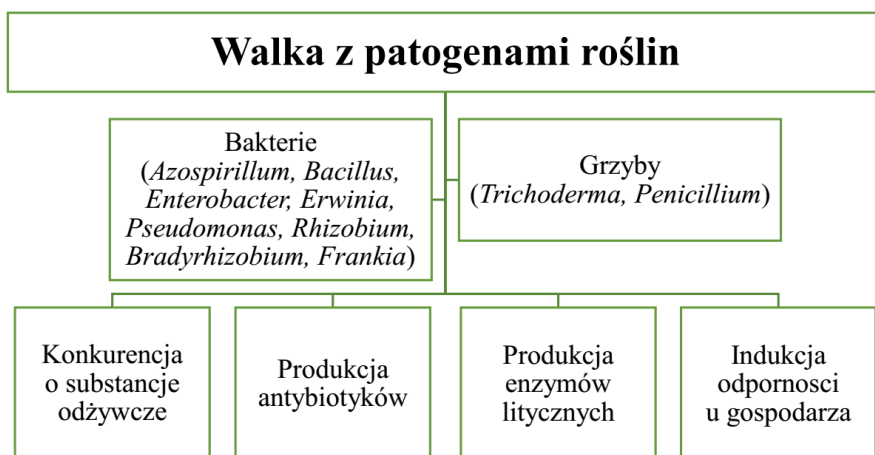 Walka z patogenami roślin
Bakterie
(Azospirillum, Bacillus,
Enterobacter, Erwinia,
Pseudomonas, Rhizobium,
Bradyrhizobium, Frankia)
Grzyby
(Trichoderma, Penicillium)
Konkurencja
o substancje
odżywcze
Produkcja
antybiotyków
Produkcja
enzymów
litycznych
Indukcja
odpornosci
u gospodarza